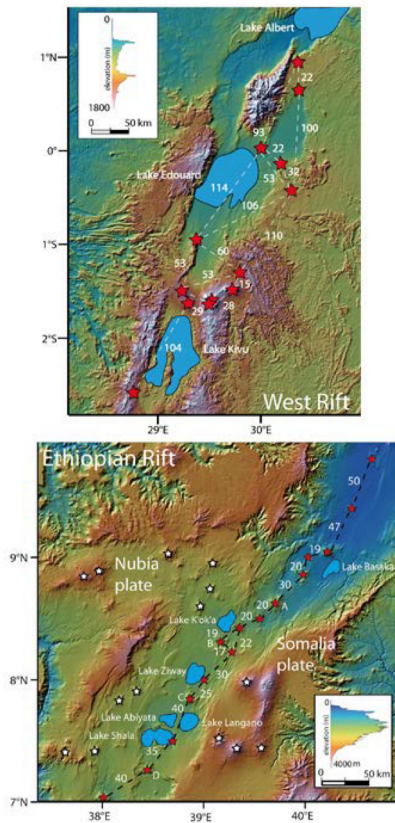 0
elevation (m)
1800
0 50 km
Lake Albert
1°N
22
100
93
22
0°
Lake Edouard
53
32
114
106
110
1°S
60
53
53
15
29
28
104
Lake Kivu
2°S
West Rift
29°E
30°E
Ethiopian Rift
50
47
9°N
19
Lake Basaka
Nubia
plate
20
30
20
A
Lake K'ok'a
20
19
B
17
22
Somalia
plate
Lake Ziway
30
8°N
C
25
Lake Abiyata
40
Lake Langano
Lake Shala
35
40
D
0
elevation (m)
4000 m
0 50 km
7°N
38°E
39°E
40°E